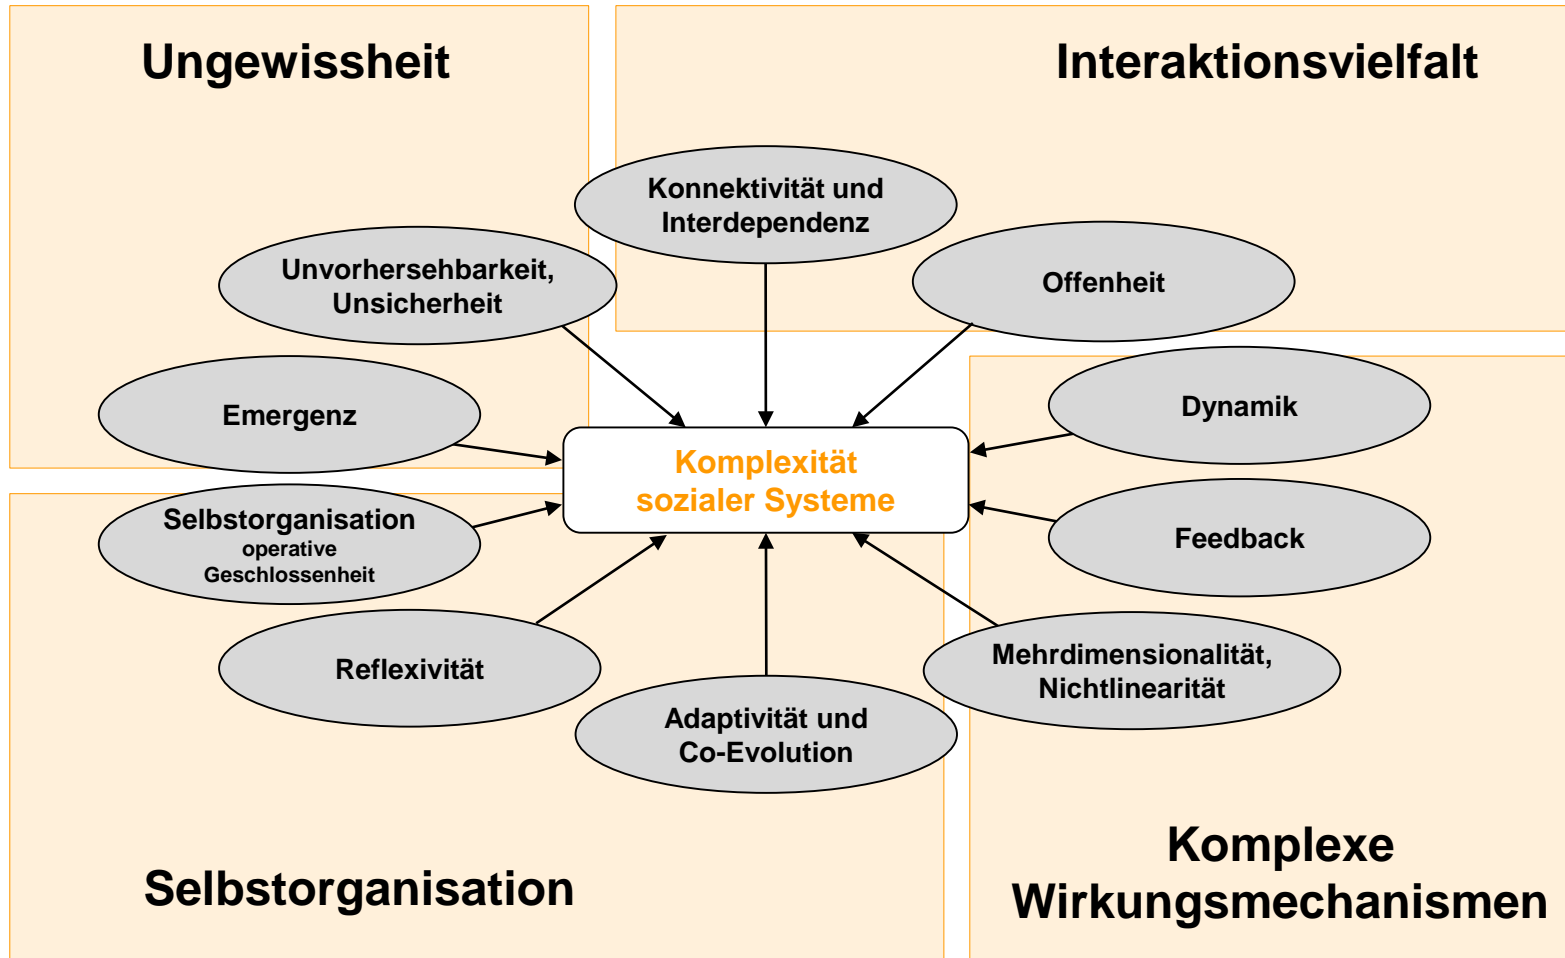 Ungewissheit
Interaktionsvielfalt
Konnektivität und
Interdependenz
Unvorhersehbarkeit,
Unsicherheit
Offenheit
Emergenz
Dynamik
Komplexität
sozialer Systeme
Selbstorganisation
operative
Geschlossenheit
Feedback
Reflexivität
Mehrdimensionalität,
Nichtlinearität
Adaptivität und
Co-Evolution
Selbstorganisation
Komplexe
Wirkungsmechanismen